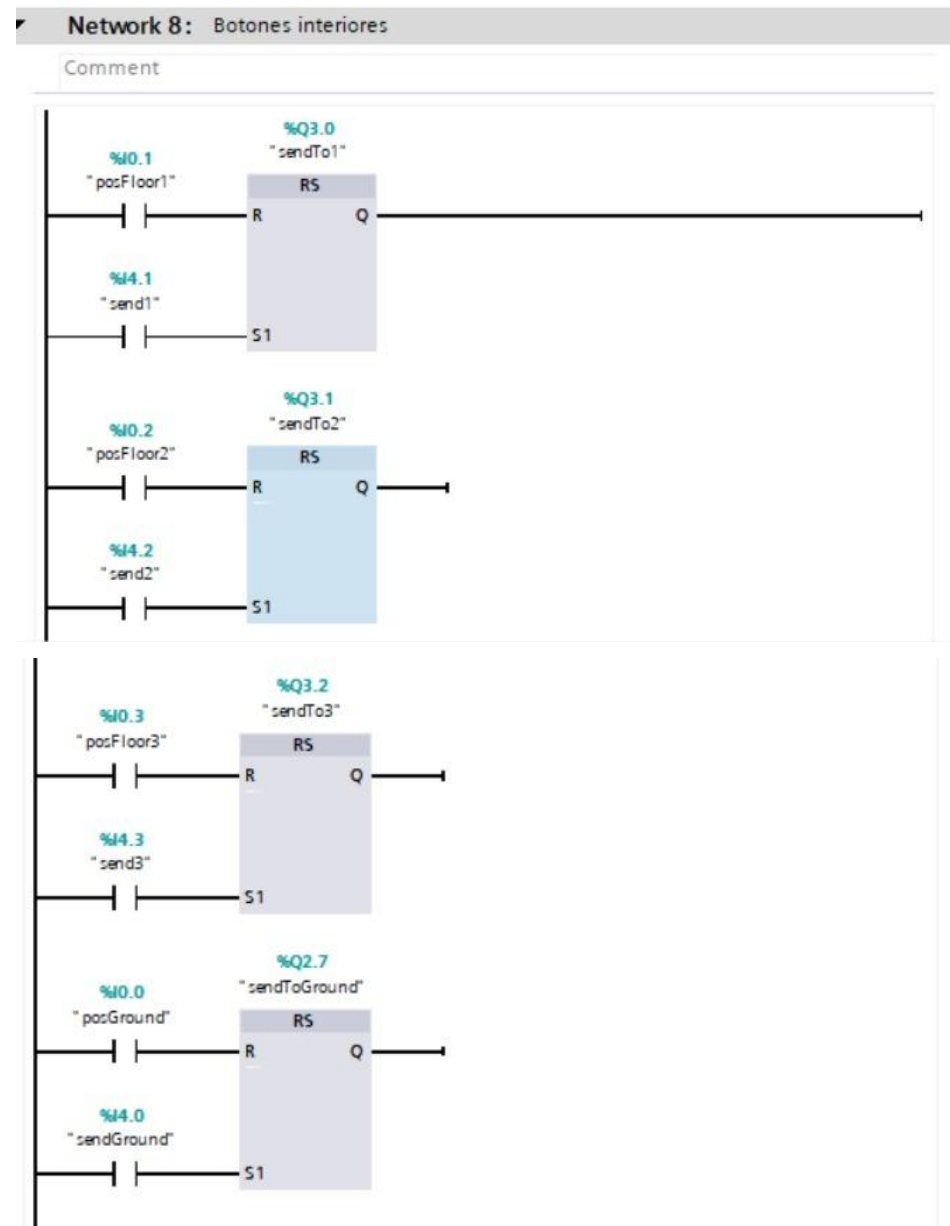 Network 8: Botones interiores
Comment
%Q3.0
"sendTo1"
%I0.1
"posFloor1"
RS
R Q
%I4.1
"send1"
S1
%Q3.1
"sendTo2"
%I0.2
"posFloor2"
RS
R Q
%I4.2
"send2"
S1
%Q3.2
"sendTo3"
%I0.3
"posFloor3"
RS
R Q
%I4.3
"send3"
S1
%Q2.7
"sendToGround"
%I0.0
"posGround"
RS
R Q
%I4.0
"sendGround"
S1